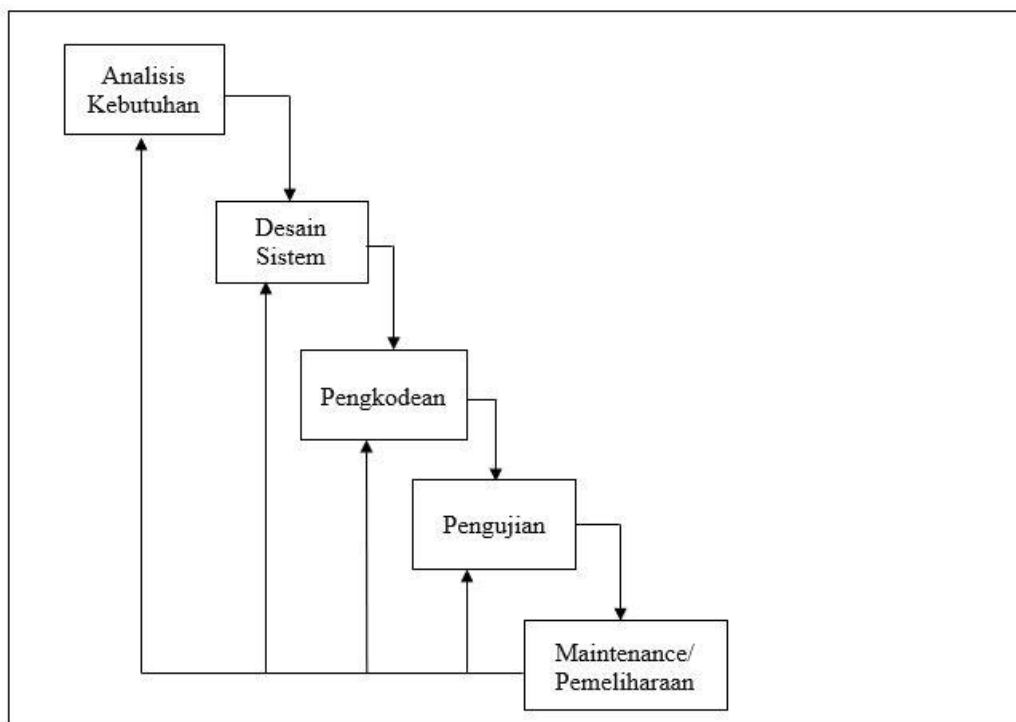 Analisis
Kebutuhan
Desain
Sistem
Pengkodean
Pengujian
Maintenance/
Pemeliharaan